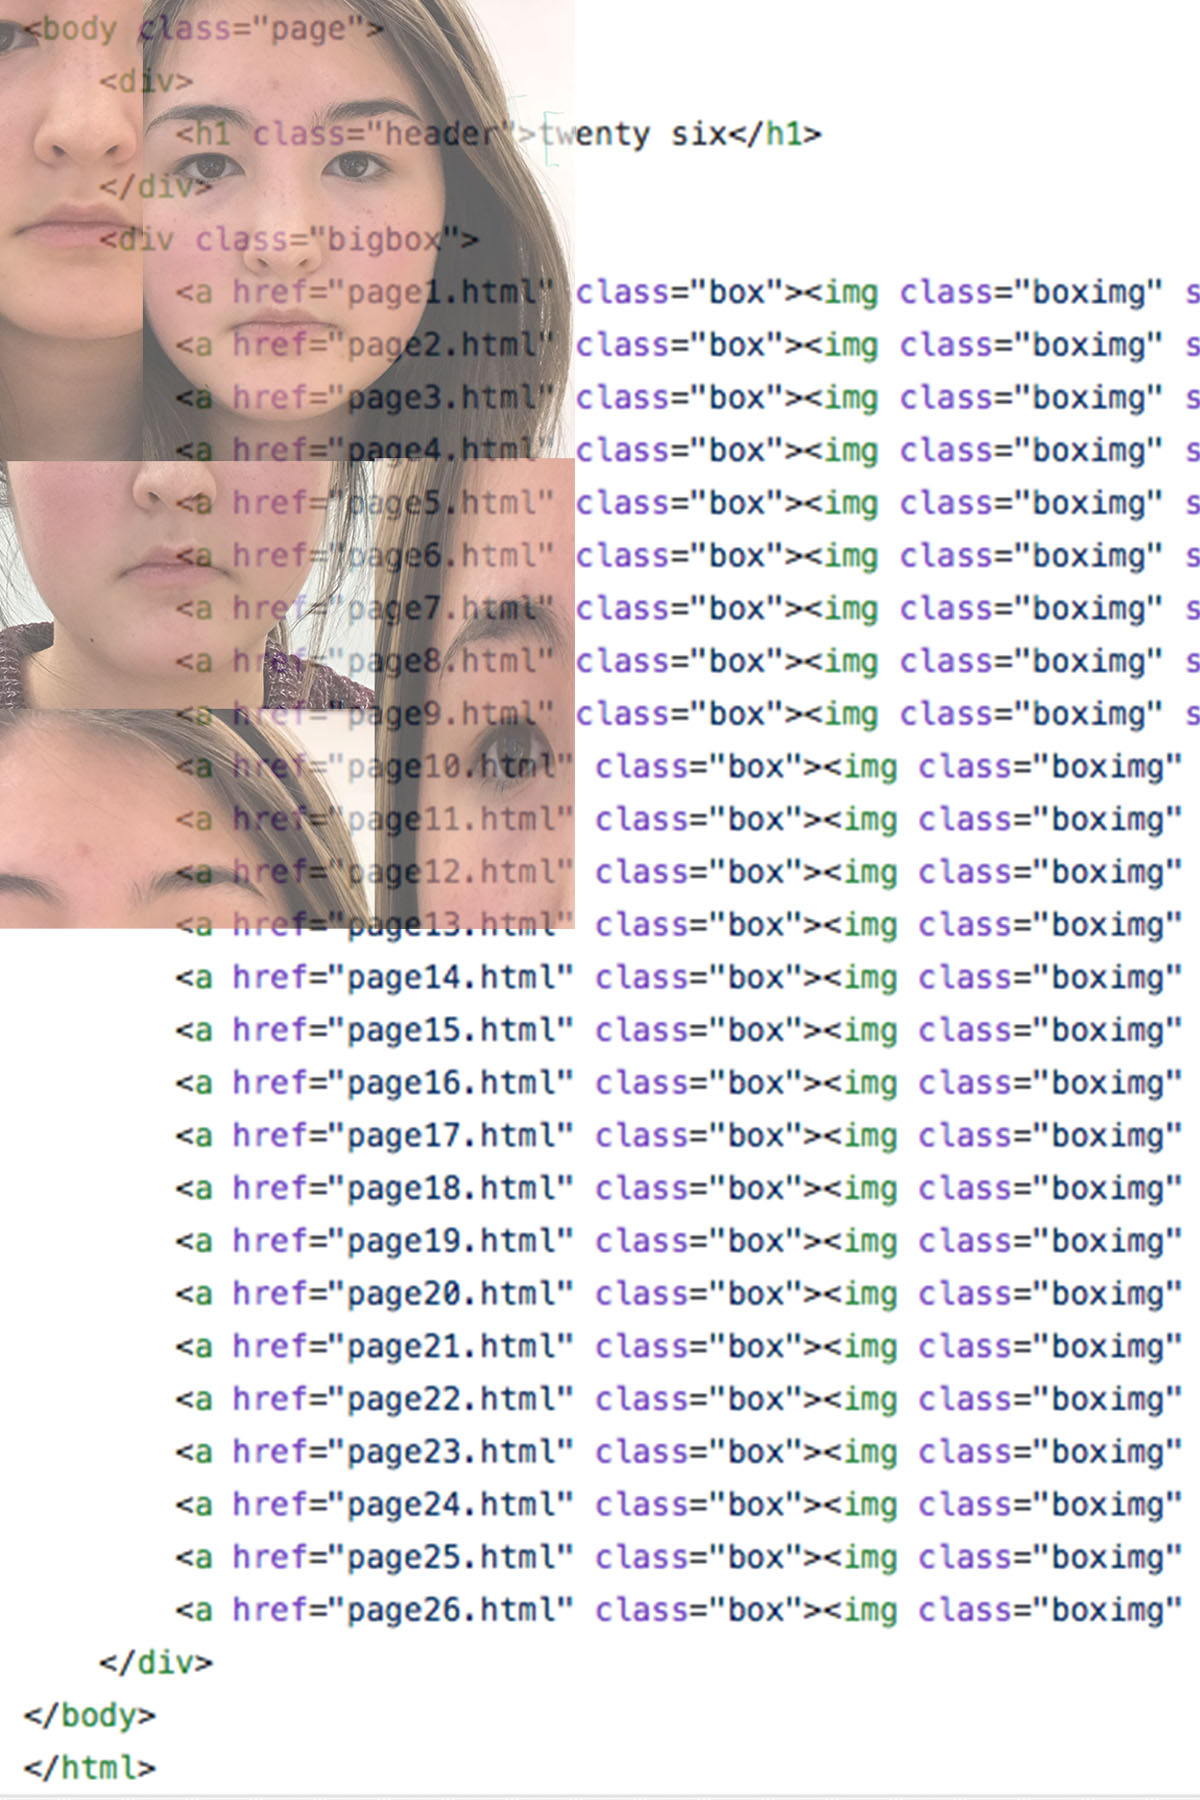 <body class="page">
<div>
<h1 class="header">twenty six</h1>
</div>
<div class="bigbox">
<a href="page1.html" class="box"><img class="boximg" s
<a href="page2.html" class="box"><img class="boximg" s
<a href="page3.html" class="box"><img class="boximg" s
<a href="page4.html" class="box"><img class="boximg" s
<a href="page5.html" class="box"><img class="boximg" s
<a href="page6.html" class="box"><img class="boximg" s
<a href="page7.html" class="box"><img class="boximg" s
<a href="page8.html" class="box"><img class="boximg" s
<a href="page9.html" class="box"><img class="boximg" s
<a href="page10.html" class="box"><img class="boximg"
<a href="page11.html" class="box"><img class="boximg"
<a href="page12.html" class="box"><img class="boximg"
<a href="page13.html" class="box"><img class="boximg"
<a href="page14.html" class="box"><img class="boximg"
<a href="page15.html" class="box"><img class="boximg"
<a href="page16.html" class="box"><img class="boximg"
<a href="page17.html" class="box"><img class="boximg"
<a href="page18.html" class="box"><img class="boximg"
<a href="page19.html" class="box"><img class="boximg"
<a href="page20.html" class="box"><img class="boximg"
<a href="page21.html" class="box"><img class="boximg"
<a href="page22.html" class="box"><img class="boximg"
<a href="page23.html" class="box"><img class="boximg"
<a href="page24.html" class="box"><img class="boximg"
<a href="page25.html" class="box"><img class="boximg"
<a href="page26.html" class="box"><img class="boximg"
</div>
</body>
</html>